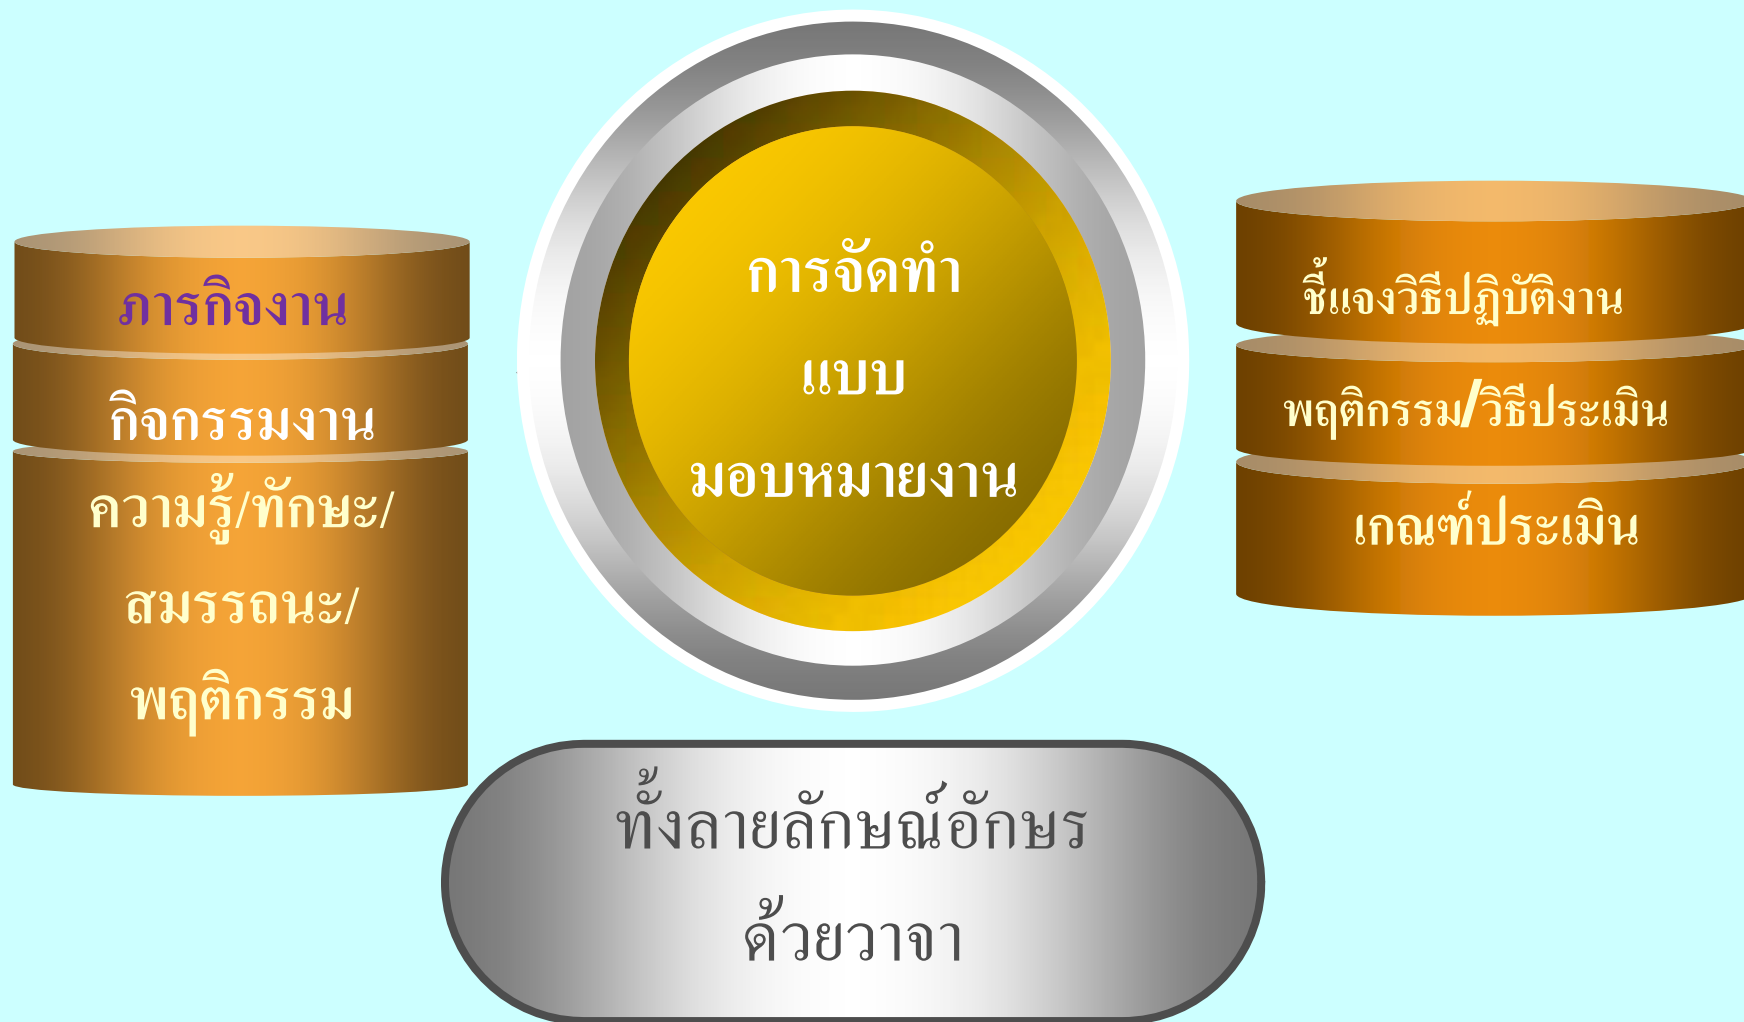 ภารกิจงาน
กิจกรรมงาน
ความรู้/ทักษะ/
สมรรถนะ/
พฤติกรรม
การจัดทำ
แบบ
มอบหมายงาน
ชี้แจงวิธีปฏิบัติงาน
พฤติกรรม/วิธีประเมิน
เกณฑ์ประเมิน
ทั้งลายลักษณ์อักษร
ด้วยวาจา